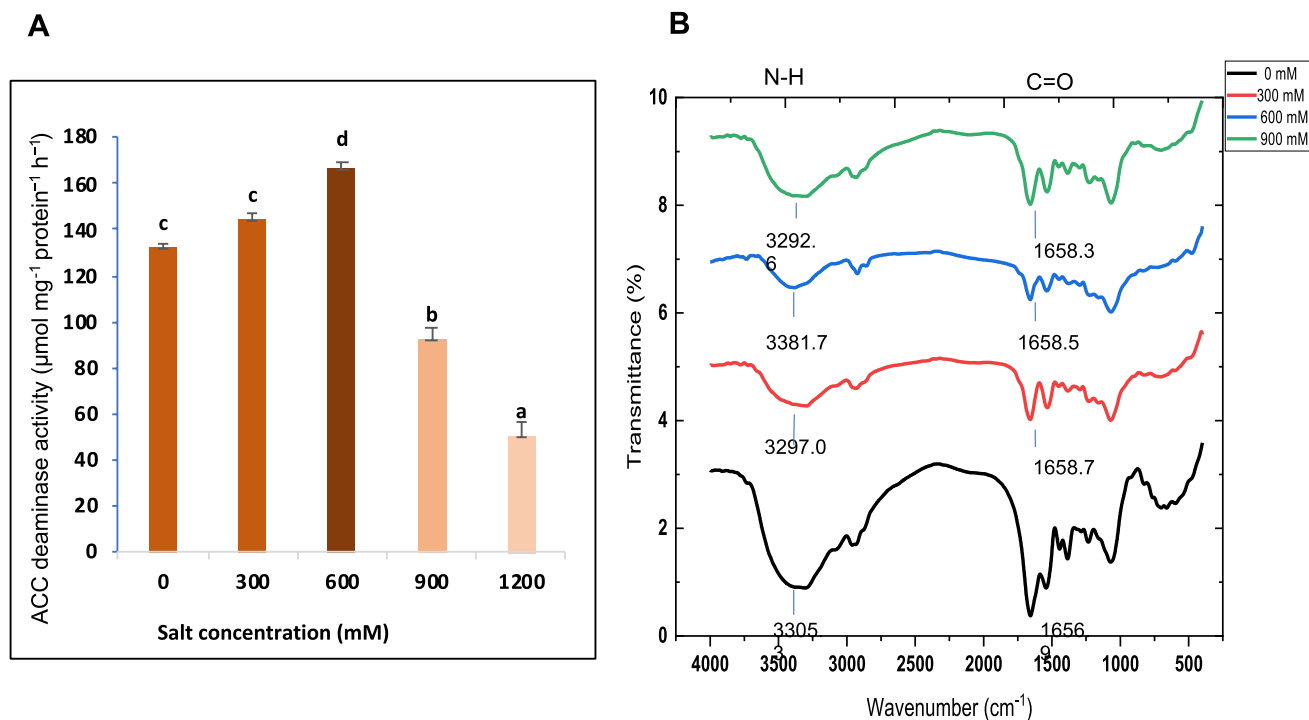 A
ACC deaminase activity (μmol mg⁻¹ protein⁻¹ h⁻¹)
180
160
140
120
100
80
60
40
20
0
c
c
d
b
a
0 300 600 900 1200
Salt concentration (mM)
B
N-H
C=O
0 mM
300 mM
600 mM
900 mM
Transmittance (%)
10
8
6
4
2
0
3292.
6
1658.3
3381.7
1658.5
3297.0
1658.7
3305
3
1656
9
4000 3500 3000 2500 2000 1500 1000 500
Wavenumber (cm⁻¹)